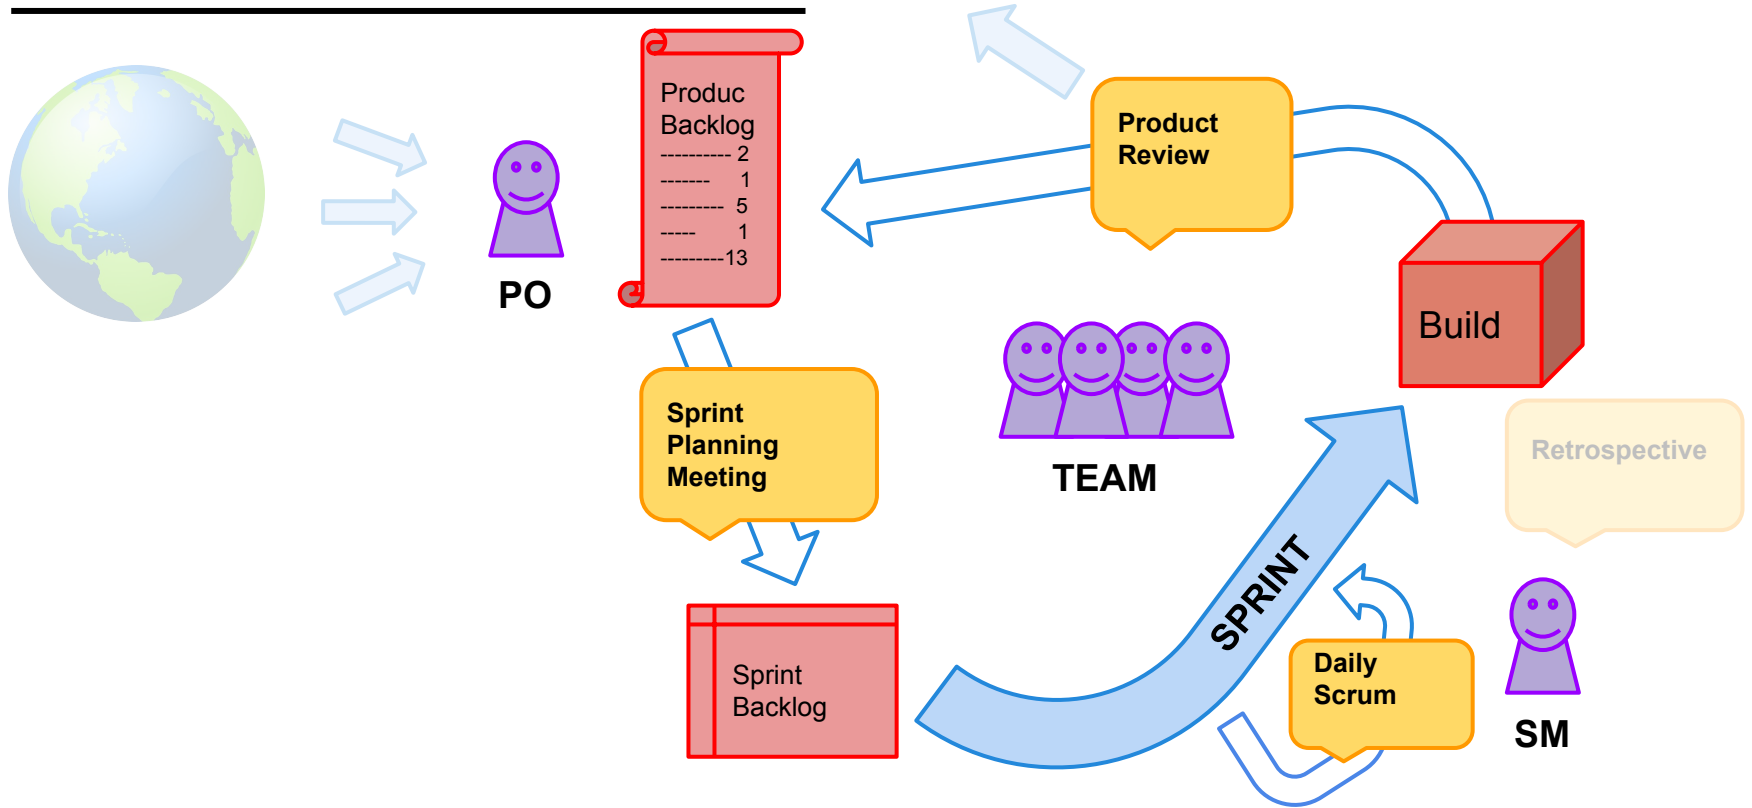 Produc
Backlog
---------- 2
------- 1
--------- 5
----- 1
---------13
PO
Product
Review
Build
Sprint
Planning
Meeting
TEAM
Retrospective
SPRINT
Sprint
Backlog
Daily
Scrum
SM